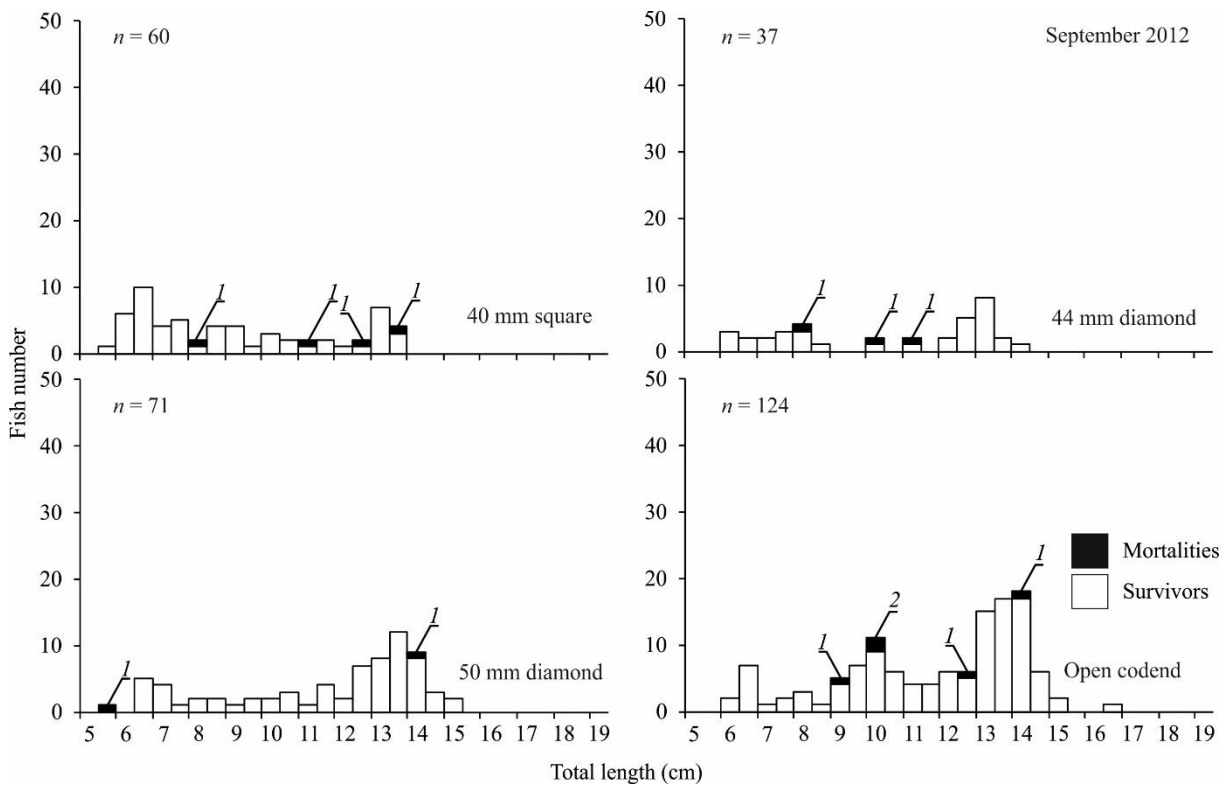 50
40
30
20
10
0
n = 60
1
1
1
1
40 mm square
50
40
30
20
10
0
n = 37
September 2012
1
1
1
44 mm diamond
Fish number
50
40
30
20
10
0
n = 71
1
1
50 mm diamond
5 6 7 8 9 10 11 12 13 14 15 16 17 18 19
50
40
30
20
10
0
n = 124
1
2
1
1
Mortalities
Survivors
Open codend
5 6 7 8 9 10 11 12 13 14 15 16 17 18 19
Total length (cm)